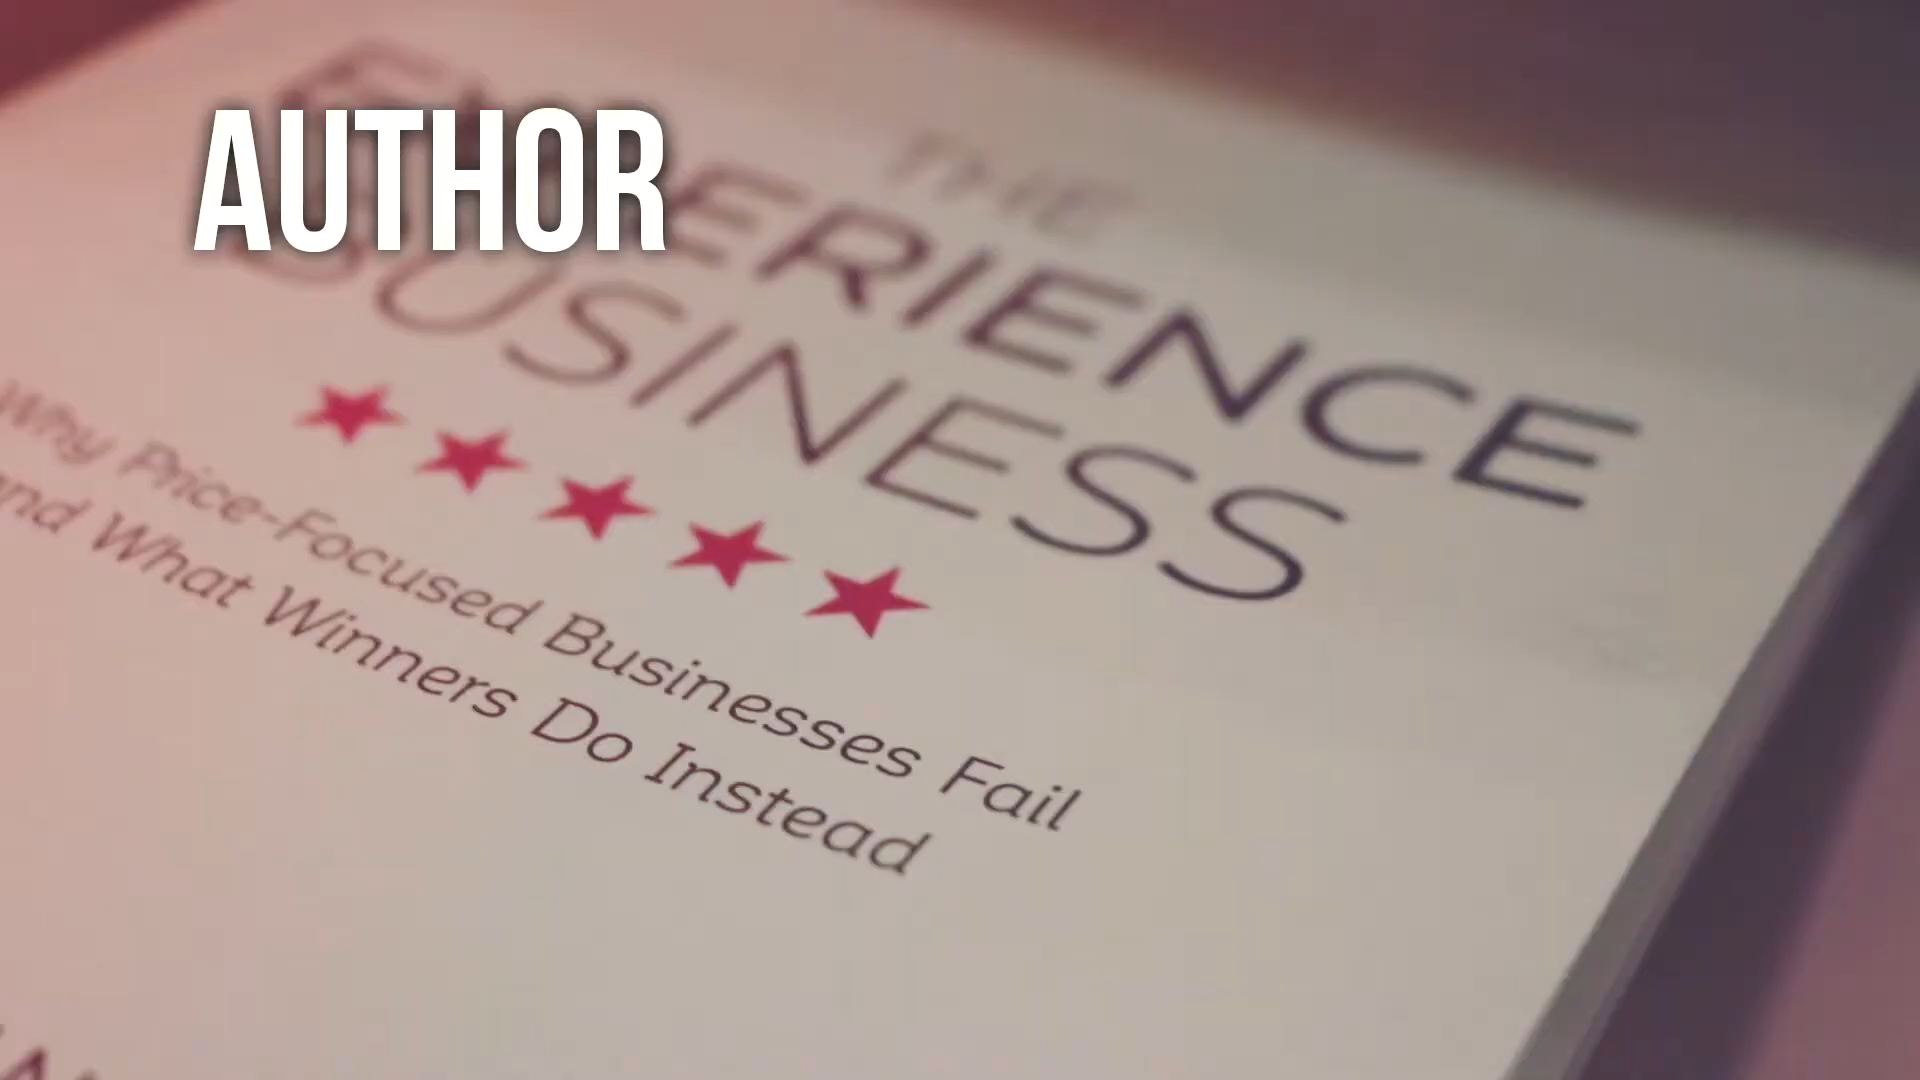 AUTHOR
THE
EXPERIENCE
BUSINESS
Why Price-Focused Businesses Fail
and What Winners Do Instead